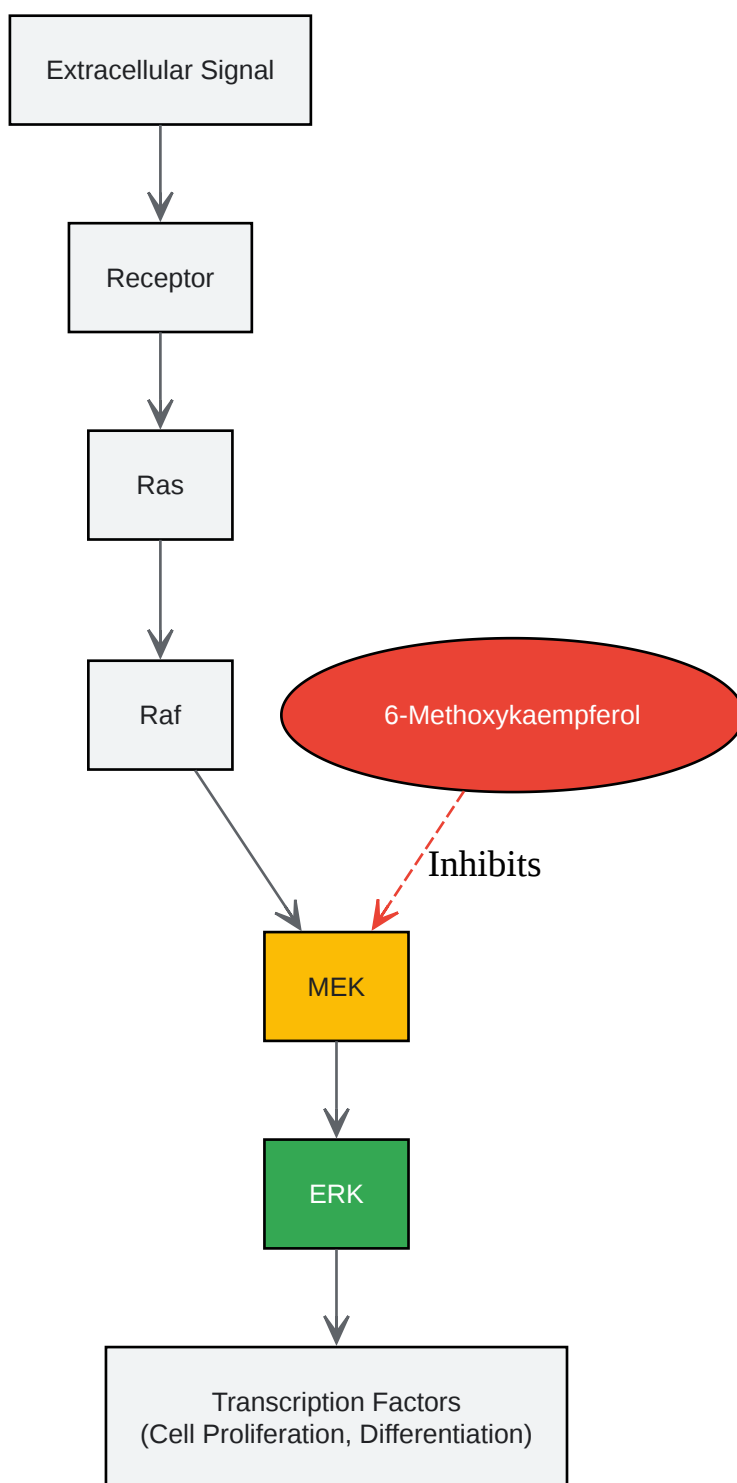 Extracellular Signal
Receptor
Ras
Raf
6-Methoxykaempferol
Inhibits
MEK
ERK
Transcription Factors
(Cell Proliferation, Differentiation)